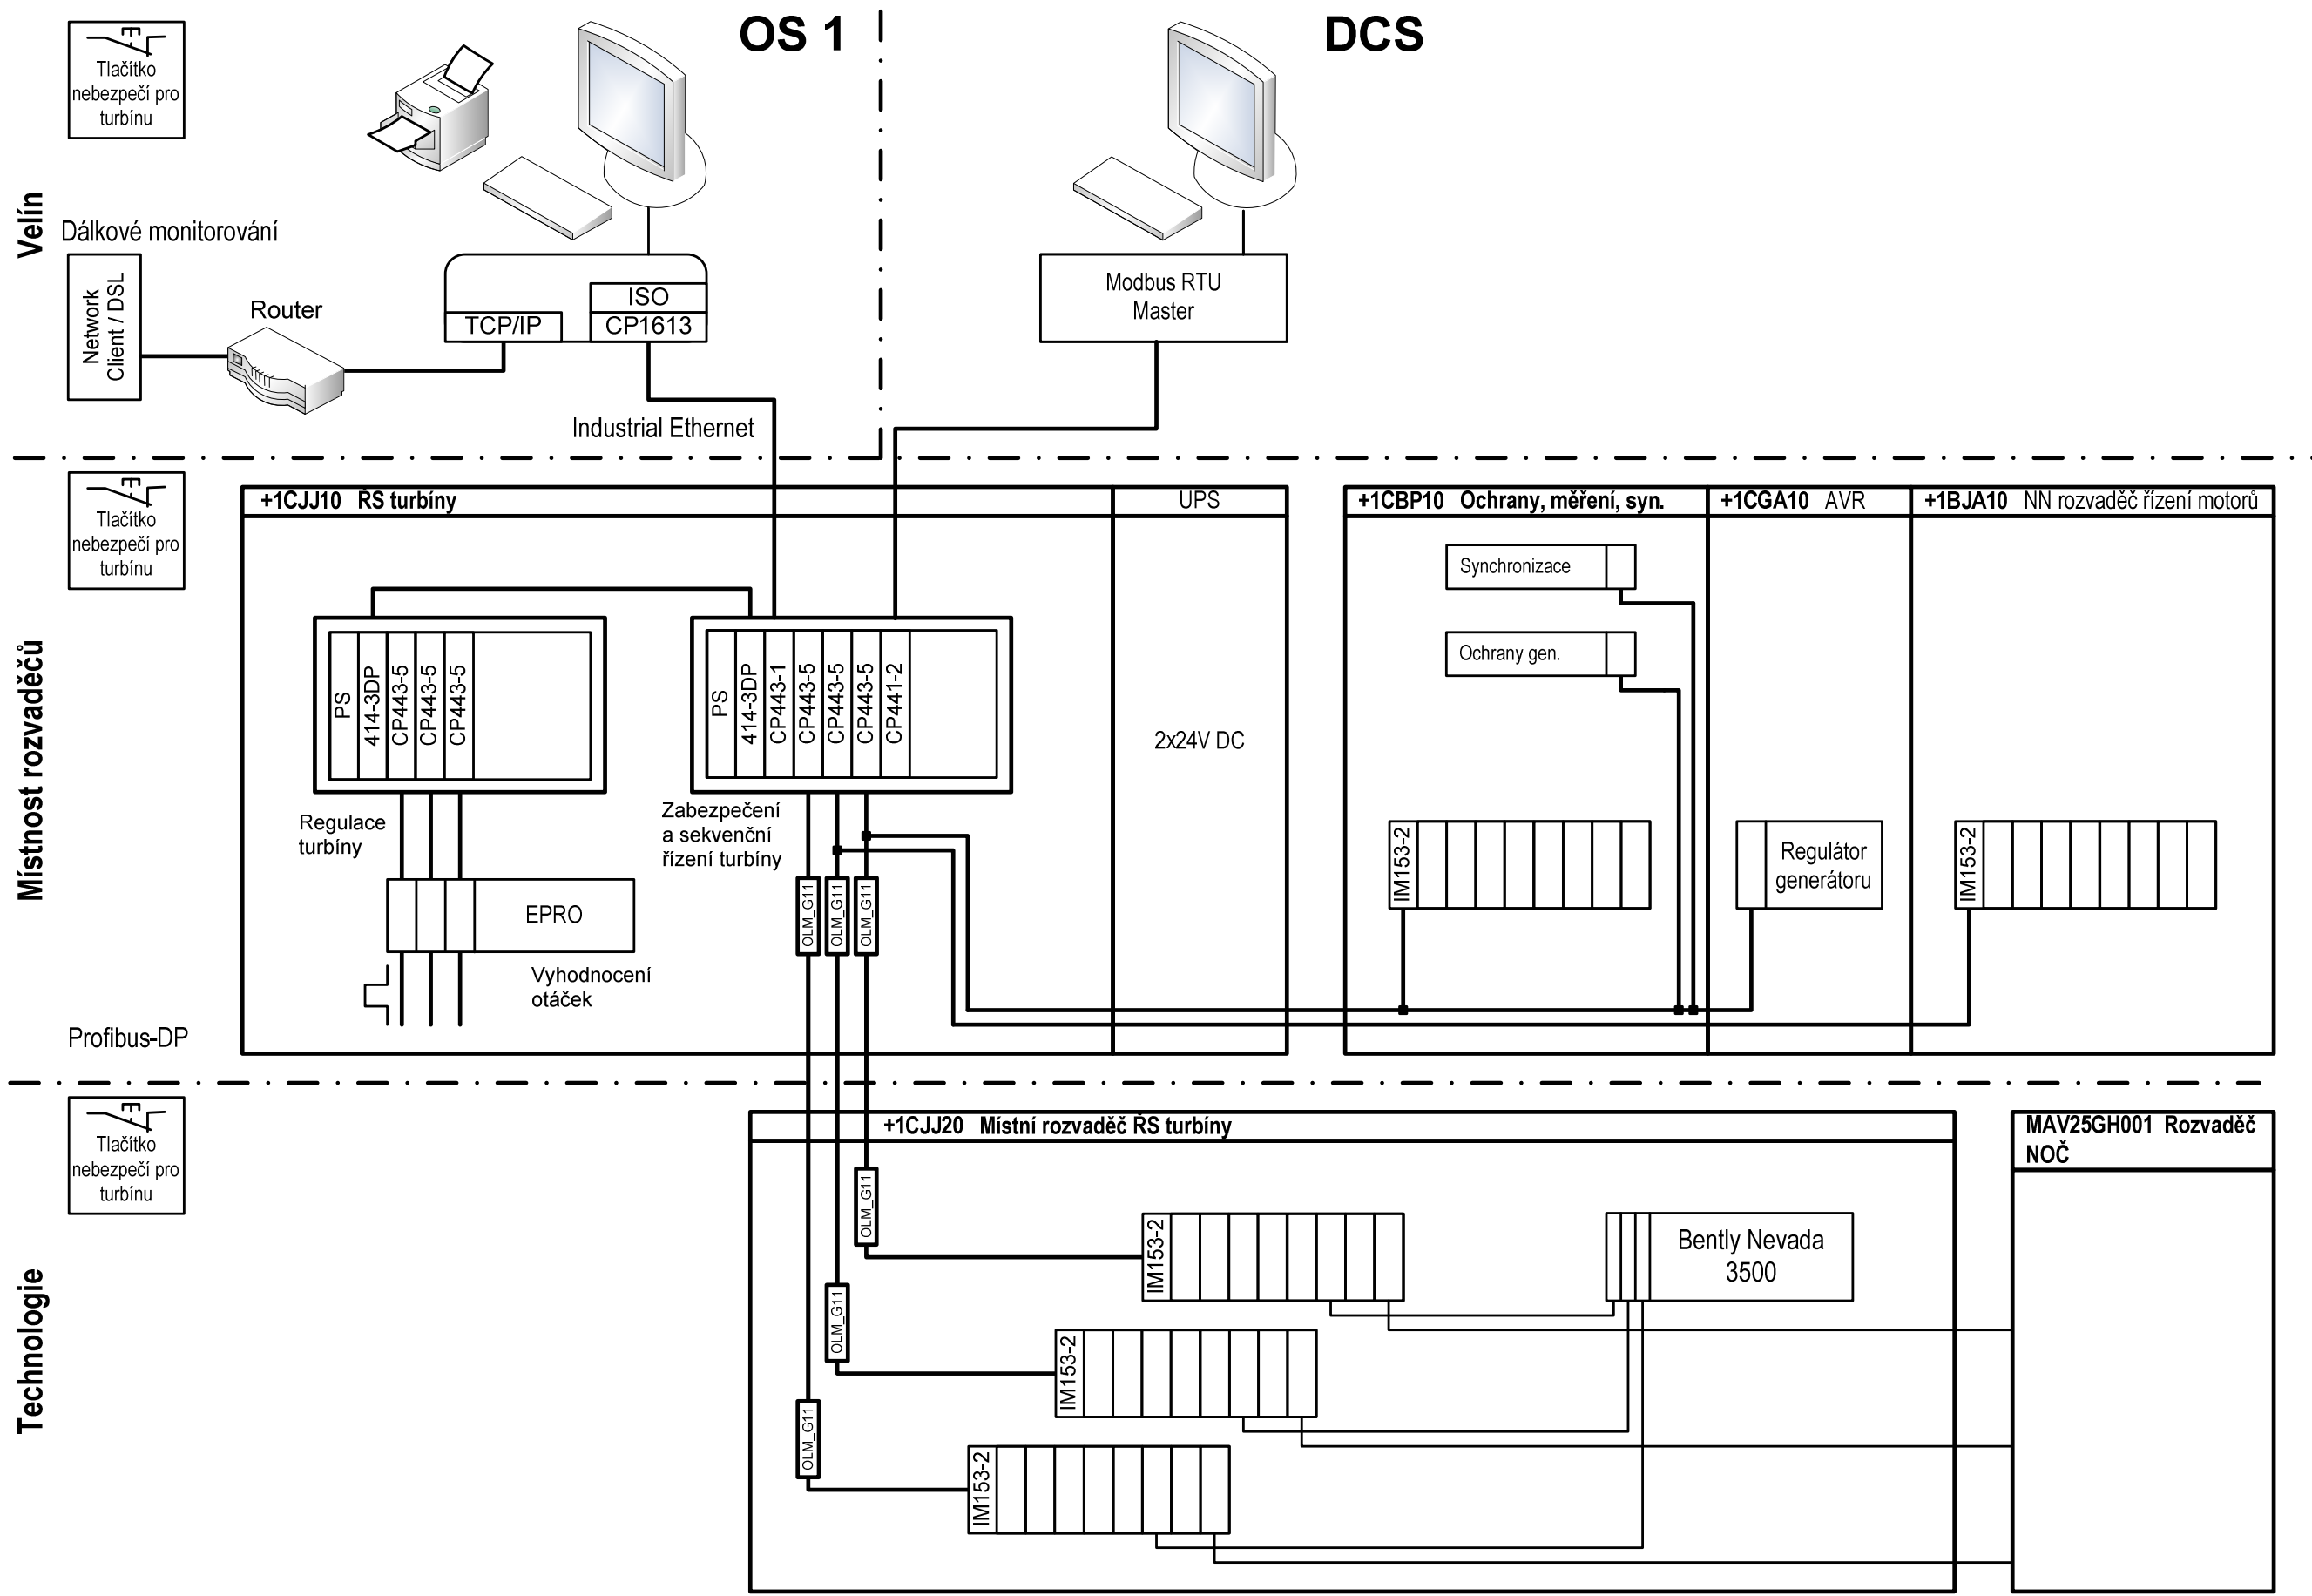 OS 1
DCS
Tlačítko
nebezpečí pro
turbínu
Velín
Dálkové monitorování
Network
Client / DSL
Router
TCP/IP
ISO
CP1613
Modbus RTU
Master
Industrial Ethernet
Tlačítko
nebezpečí pro
turbínu
Místnost rozvaděčů
+1CJJ10 ŘS turbíny
UPS
+1CBP10 Ochrany, měření, syn.
+1CGA10 AVR
+1BJA10 NN rozvaděč řízení motorů
Synchronizace
Ochrany gen.
PS
414-3DP
CP443-5
CP443-5
CP443-5
PS
414-3DP
CP443-1
CP443-5
CP443-5
CP443-5
CP441-2
2x24V DC
Regulace
turbíny
Zabezpečení
a sekvenční
řízení turbíny
IM153-2
Regulátor
generátoru
IM153-2
EPRO
OLM_G11
OLM_G11
OLM_G11
Vyhodnocení
otáček
Profibus-DP
Tlačítko
nebezpečí pro
turbínu
Technologie
+1CJJ20 Místní rozvaděč ŘS turbíny
MAV25GH001 Rozvaděč
NOČ
OLM_G11
IM153-2
Bently Nevada
3500
OLM_G11
IM153-2
OLM_G11
IM153-2